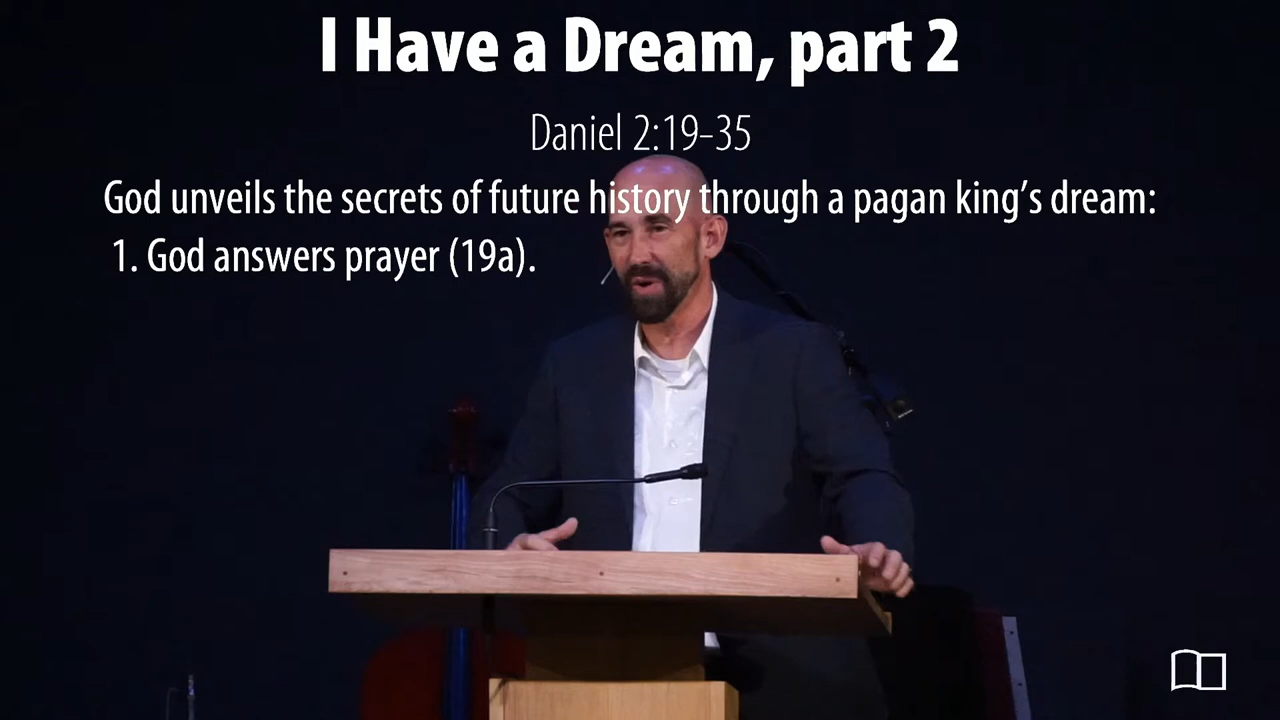 I Have a Dream, part 2
Daniel 2:19-35
God unveils the secrets of future history through a pagan king’s dream:
1. God answers prayer (19a).